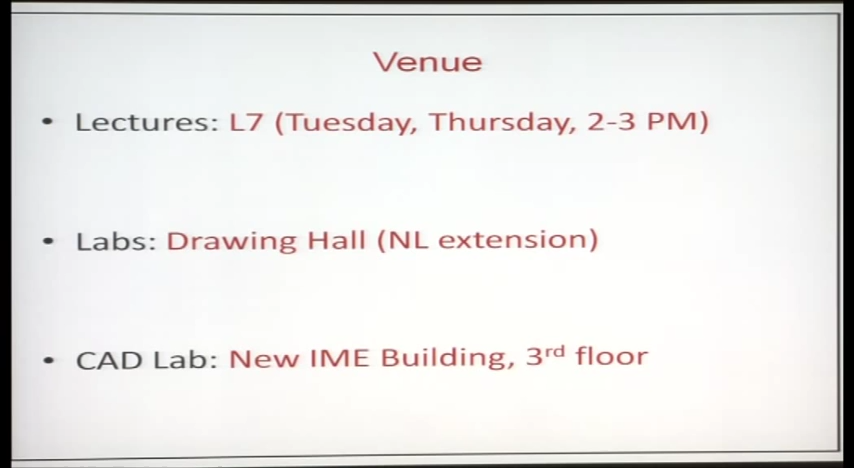 Venue
• Lectures: L7 (Tuesday, Thursday, 2-3 PM)
• Labs: Drawing Hall (NL extension)
• CAD Lab: New IME Building, 3rd floor